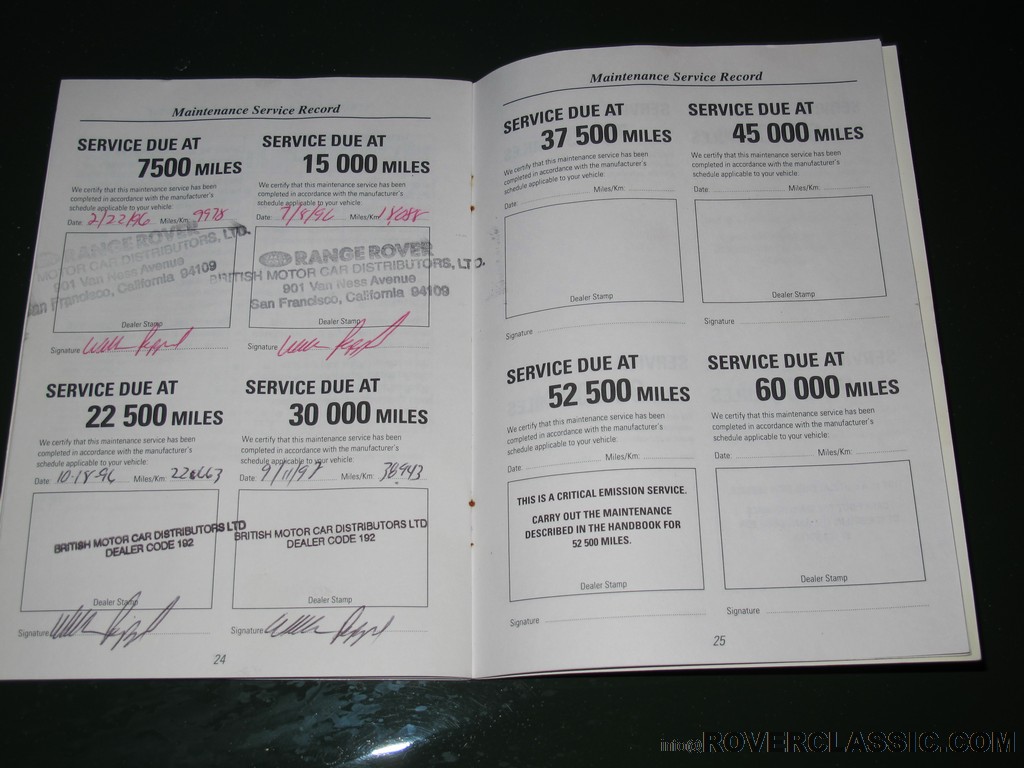 Maintenance Service Record
SERVICE DUE AT
7500 MILES
We certify that this maintenance service has been
completed in accordance with the manufacturer's
schedule applicable to your vehicle:
Date: 2/22/96 Miles/Km: 9978
RANGE ROVER
MOTOR CAR DISTRIBUTORS, LTD.
901 Van Ness Avenue
San Francisco, California 94109
Dealer Stamp
Signature
SERVICE DUE AT
15 000 MILES
We certify that this maintenance service has been
completed in accordance with the manufacturer's
schedule applicable to your vehicle:
Date: 7/8/96 Miles/Km: 18088
RANGE ROVER
BRITISH MOTOR CAR DISTRIBUTORS, LTD.
901 Van Ness Avenue
San Francisco, California 94109
Dealer Stamp
Signature
SERVICE DUE AT
22 500 MILES
We certify that this maintenance service has been
completed in accordance with the manufacturer's
schedule applicable to your vehicle:
Date: 10-18-96 Miles/Km:
BRITISH MOTOR CAR DISTRIBUTORS LTD
DEALER CODE 192
Dealer Stamp
Signature
SERVICE DUE AT
30 000 MILES
We certify that this maintenance service has been
completed in accordance with the manufacturer's
schedule applicable to your vehicle:
Date: 9/11/97 Miles/Km: 38943
BRITISH MOTOR CAR DISTRIBUTORS LTD
DEALER CODE 192
Dealer Stamp
Signature
24
Maintenance Service Record
SERVICE DUE AT
37 500 MILES
We certify that this maintenance service has been
completed in accordance with the manufacturer's
schedule applicable to your vehicle:
Date: Miles/Km:
Dealer Stamp
Signature
SERVICE DUE AT
45 000 MILES
We certify that this maintenance service has been
completed in accordance with the manufacturer's
schedule applicable to your vehicle:
Date: Miles/Km:
Dealer Stamp
Signature
SERVICE DUE AT
52 500 MILES
We certify that this maintenance service has been
completed in accordance with the manufacturer's
schedule applicable to your vehicle:
Date: Miles/Km:
THIS IS A CRITICAL EMISSION SERVICE.
CARRY OUT THE MAINTENANCE
DESCRIBED IN THE HANDBOOK FOR
52 500 MILES.
Dealer Stamp
Signature
SERVICE DUE AT
60 000 MILES
We certify that this maintenance service has been
completed in accordance with the manufacturer's
schedule applicable to your vehicle:
Date: Miles/Km:
Dealer Stamp
Signature
25
info@ROVERCLASSIC.COM